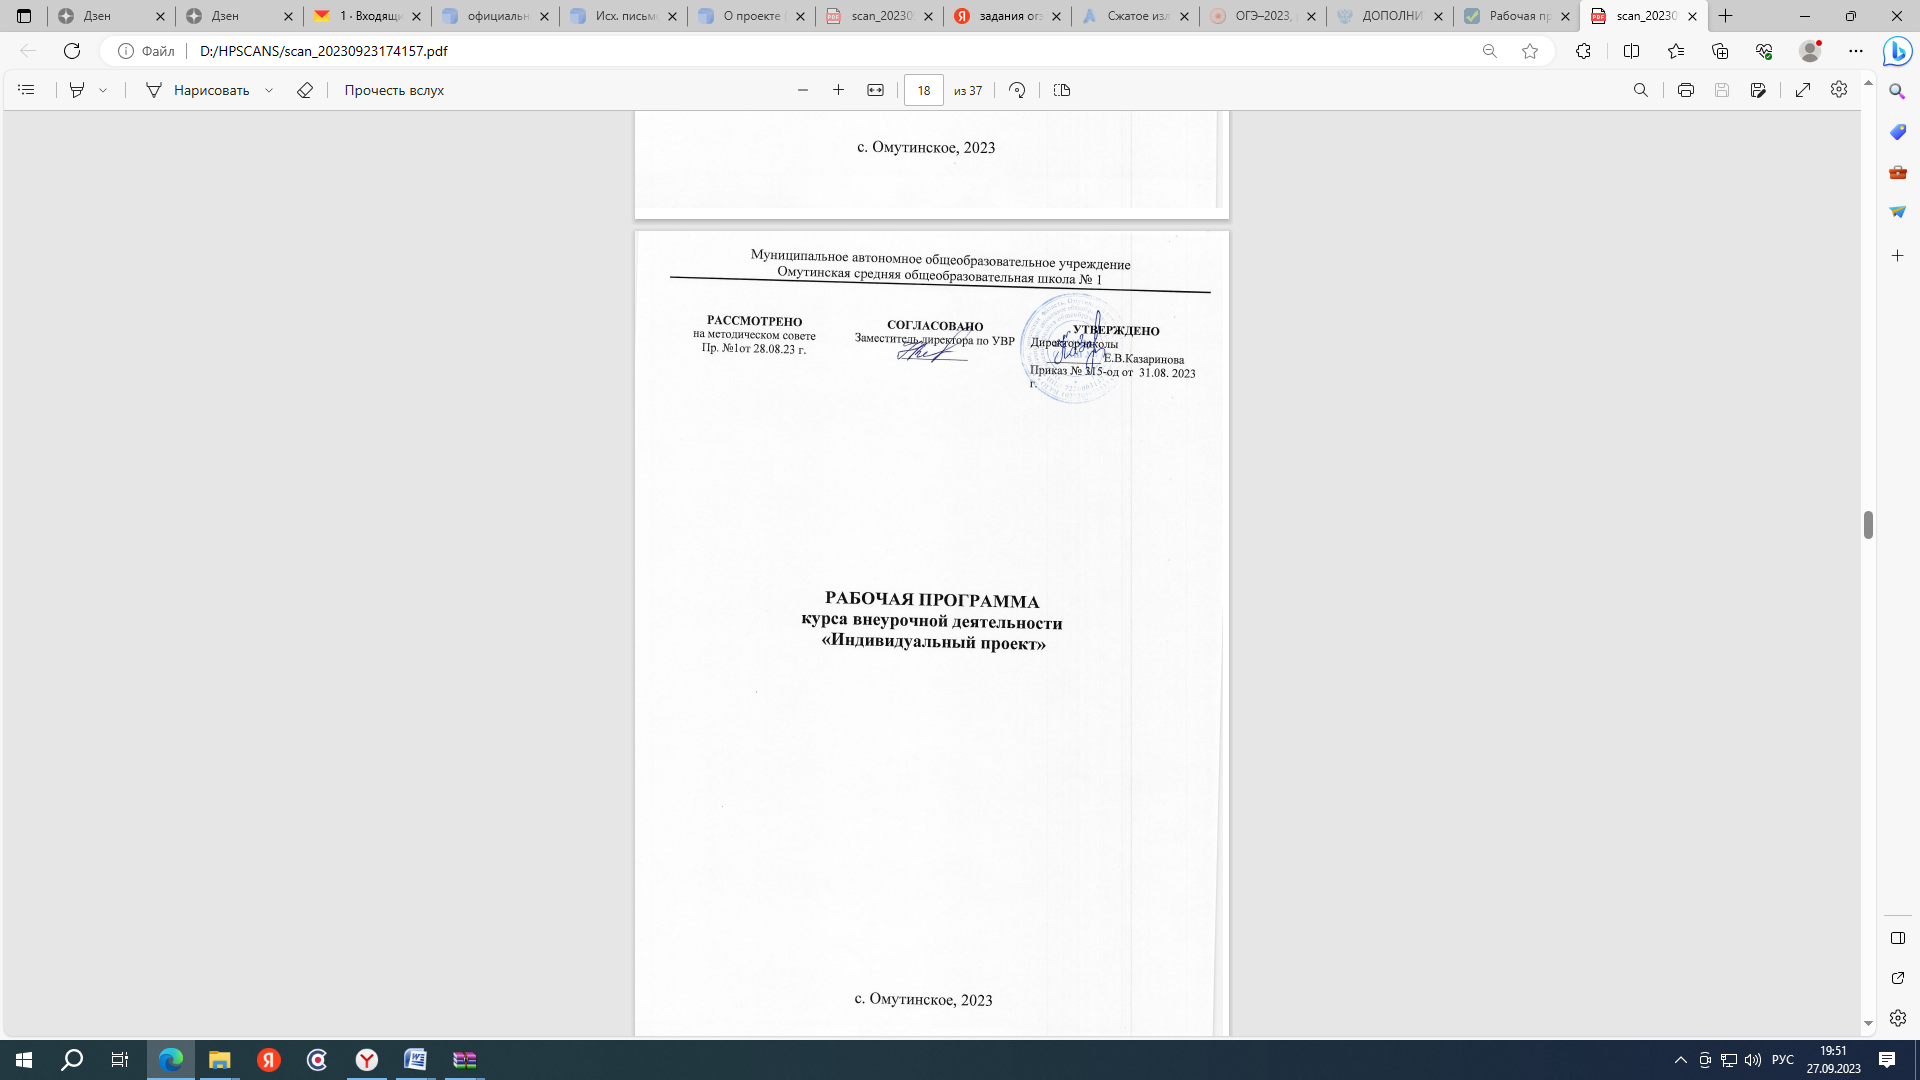 Дзен
Дзен
1 · Входящи
официальн
Исх. письм
О проекте
scan_20230
задания огэ
Сжатое изл
ОГЭ–2023,
ДОПОЛНИ
Рабочая пр
scan_20230
Файл
D:/HPSCANS/scan_20230923174157.pdf
Нарисовать
Прочесть вслух
18
из 37
с. Омутинское, 2023
Муниципальное автономное общеобразовательное учреждение
Омутинская средняя общеобразовательная школа № 1
РАССМОТРЕНО
на методическом совете
Пр. №1от 28.08.23 г.
СОГЛАСОВАНО
Заместитель директора по УВР
УТВЕРЖДЕНО
Директор школы
Е.В.Казаринова
Приказ № 315-од от 31.08. 2023
г.
РАБОЧАЯ ПРОГРАММА
курса внеурочной деятельности
«Индивидуальный проект»
с. Омутинское, 2023
РУС
19:51
27.09.2023